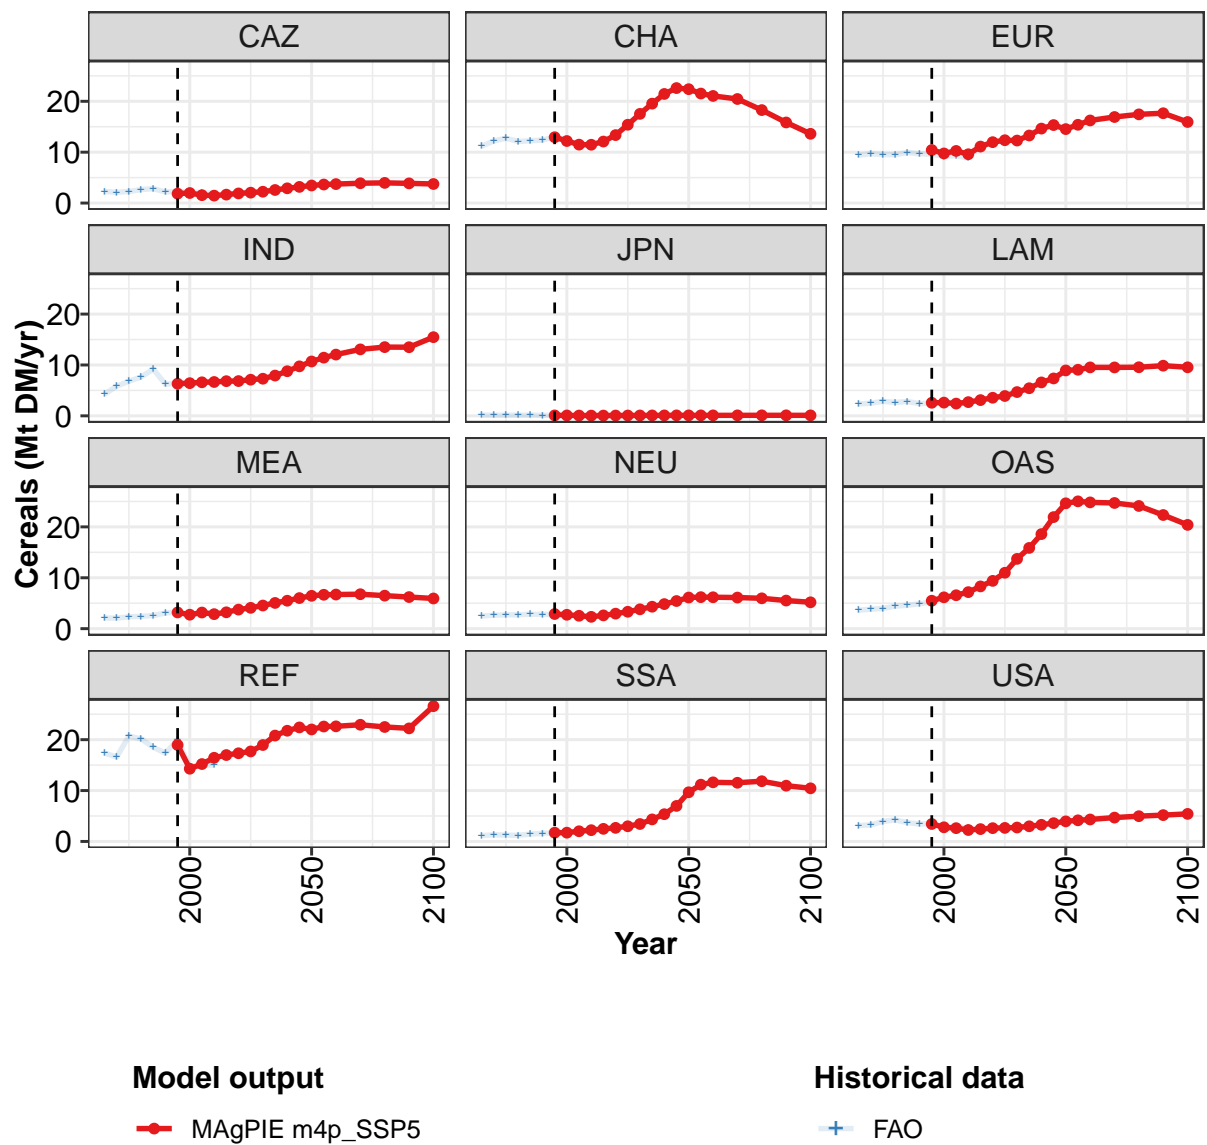 CAZ CHA EUR
20
10
0
IND JPN LAM
20
10
0
MEA NEU OAS
20
10
0
REF SSA USA
20
10
0
Cereals (Mt DM/yr)
2000 2050 2100 2000 2050 2100 2000 2050 2100
Year
Model output Historical data
MAgPIE m4p_SSP5 FAO